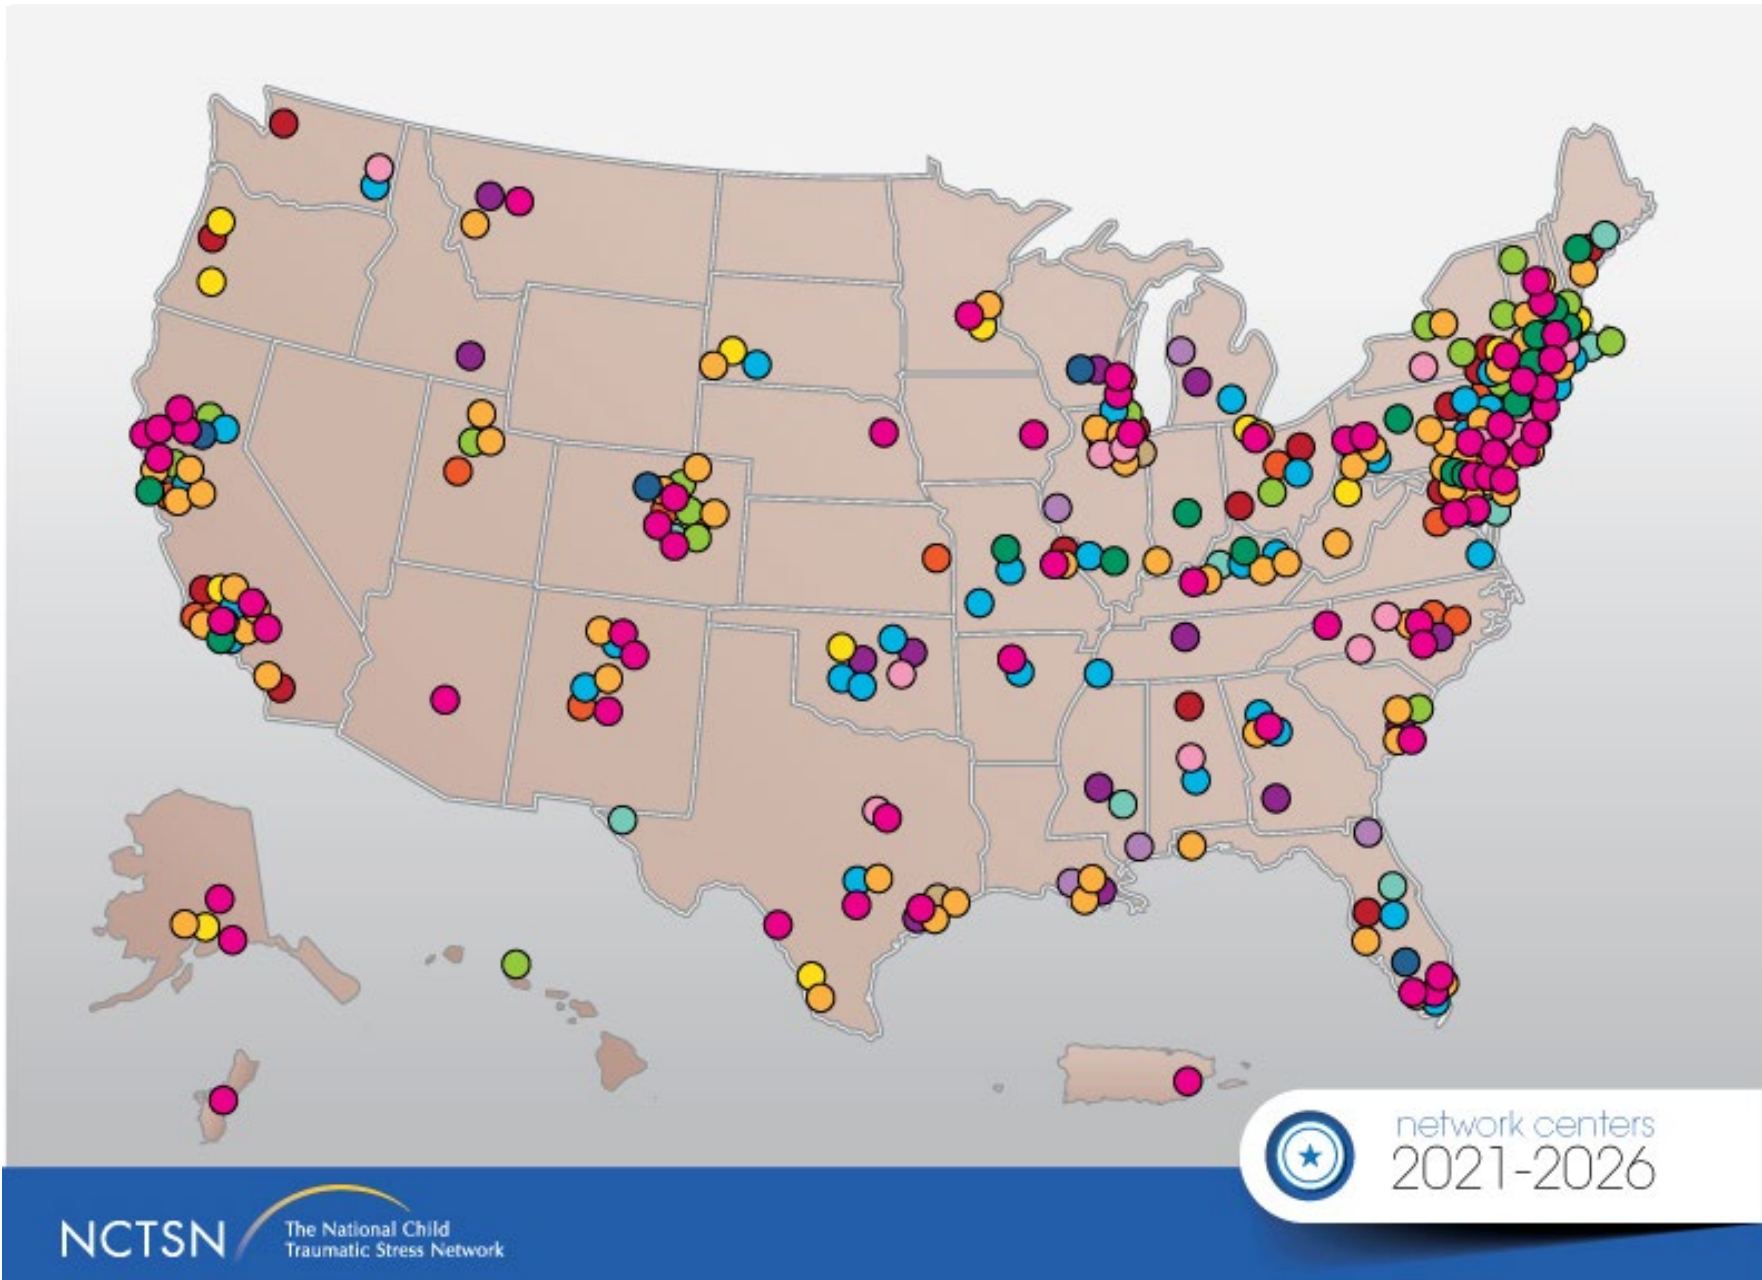 network centers
2021-2026
NCTSN
The National Child
Traumatic Stress Network